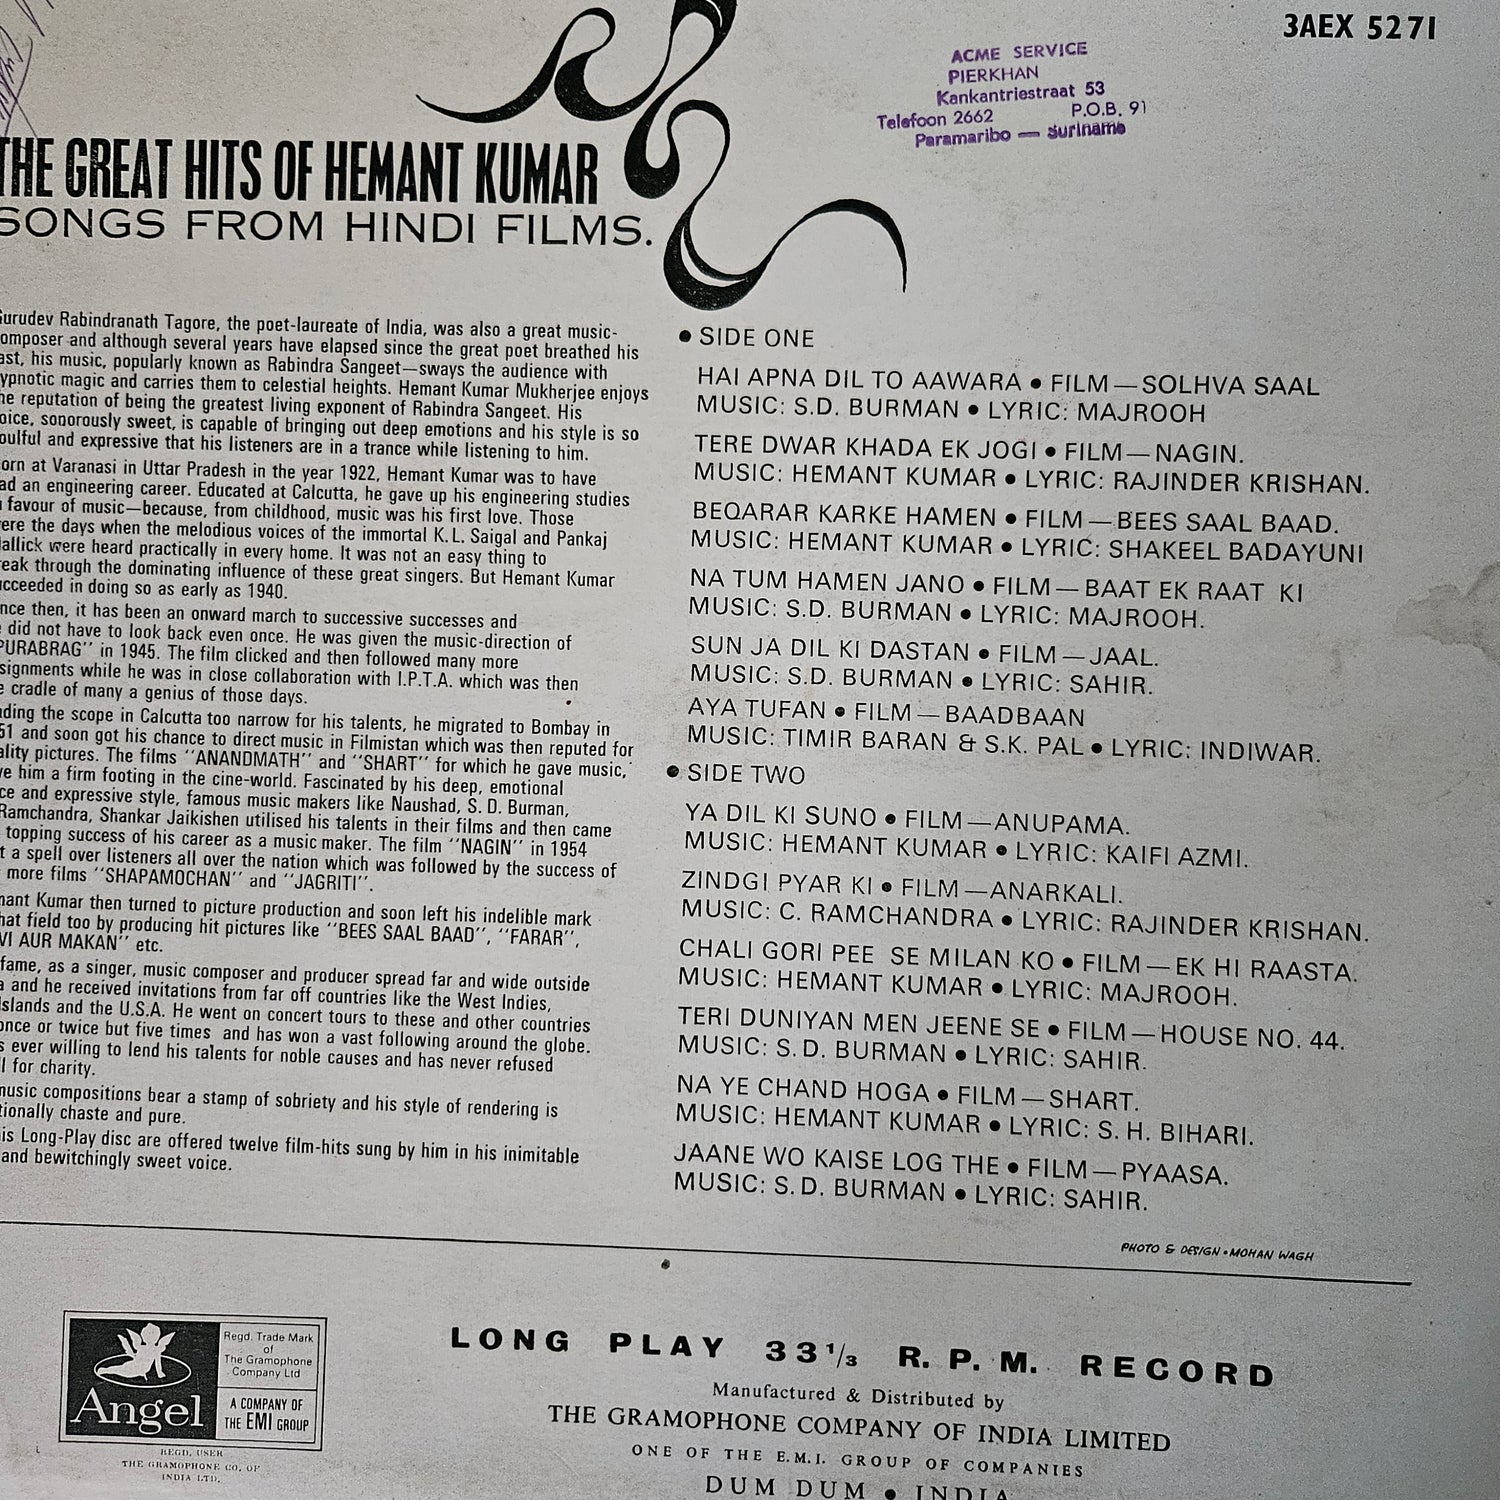 3AEX 5271
ACME SERVICE
PIERKHAN
Kankantriestraat 53
Telefoon 2662 P.O.B. 91
Paramaribo — Suriname
THE GREAT HITS OF HEMANT KUMAR
SONGS FROM HINDI FILMS.
Gurudev Rabindranath Tagore, the poet-laureate of India, was also a great music-
composer and although several years have elapsed since the great poet breathed his
last, his music, popularly known as Rabindra Sangeet—sways the audience with
hypnotic magic and carries them to celestial heights. Hemant Kumar Mukherjee enjoys
the reputation of being the greatest living exponent of Rabindra Sangeet. His
voice, sonorously sweet, is capable of bringing out deep emotions and his style is so
soulful and expressive that his listeners are in a trance while listening to him.
orn at Varanasi in Uttar Pradesh in the year 1922, Hemant Kumar was to have
ad an engineering career. Educated at Calcutta, he gave up his engineering studies
favour of music—because, from childhood, music was his first love. Those
ere the days when the melodious voices of the immortal K.L. Saigal and Pankaj
allick were heard practically in every home. It was not an easy thing to
reak through the dominating influence of these great singers. But Hemant Kumar
ucceeded in doing so as early as 1940.
nce then, it has been an onward march to successive successes and
did not have to look back even once. He was given the music-direction of
PURABRAG'' in 1945. The film clicked and then followed many more
signments while he was in close collaboration with I.P.T.A. which was then
e cradle of many a genius of those days.
ding the scope in Calcutta too narrow for his talents, he migrated to Bombay in
51 and soon got his chance to direct music in Filmistan which was then reputed for
ality pictures. The films ''ANANDMATH'' and ''SHART'' for which he gave music,
ve him a firm footing in the cine-world. Fascinated by his deep, emotional
ce and expressive style, famous music makers like Naushad, S. D. Burman,
Ramchandra, Shankar Jaikishen utilised his talents in their films and then came
topping success of his career as a music maker. The film ''NAGIN'' in 1954
t a spell over listeners all over the nation which was followed by the success of
more films ''SHAPAMOCHAN'' and ''JAGRITI''.
mant Kumar then turned to picture production and soon left his indelible mark
hat field too by producing hit pictures like ''BEES SAAL BAAD'', ''FARAR'',
VI AUR MAKAN'' etc.
fame, as a singer, music composer and producer spread far and wide outside
a and he received invitations from far off countries like the West Indies,
Islands and the U.S.A. He went on concert tours to these and other countries
once or twice but five times and has won a vast following around the globe.
s ever willing to lend his talents for noble causes and has never refused
l for charity.
music compositions bear a stamp of sobriety and his style of rendering is
tionally chaste and pure.
is Long-Play disc are offered twelve film-hits sung by him in his inimitable
and bewitchingly sweet voice.
● SIDE ONE
HAI APNA DIL TO AAWARA ● FILM—SOLHVA SAAL
MUSIC: S.D. BURMAN ● LYRIC: MAJROOH
TERE DWAR KHADA EK JOGI ● FILM—NAGIN.
MUSIC: HEMANT KUMAR ● LYRIC: RAJINDER KRISHAN.
BEQARAR KARKE HAMEN ● FILM—BEES SAAL BAAD.
MUSIC: HEMANT KUMAR ● LYRIC: SHAKEEL BADAYUNI
NA TUM HAMEN JANO ● FILM—BAAT EK RAAT KI
MUSIC: S.D. BURMAN ● LYRIC: MAJROOH.
SUN JA DIL KI DASTAN ● FILM—JAAL.
MUSIC: S.D. BURMAN ● LYRIC: SAHIR.
AYA TUFAN ● FILM—BAADBAAN
MUSIC: TIMIR BARAN & S.K. PAL ● LYRIC: INDIWAR.
● SIDE TWO
YA DIL KI SUNO ● FILM—ANUPAMA.
MUSIC: HEMANT KUMAR ● LYRIC: KAIFI AZMI.
ZINDGI PYAR KI ● FILM—ANARKALI.
MUSIC: C. RAMCHANDRA ● LYRIC: RAJINDER KRISHAN.
CHALI GORI PEE SE MILAN KO ● FILM—EK HI RAASTA.
MUSIC: HEMANT KUMAR ● LYRIC: MAJROOH.
TERI DUNIYAN MEN JEENE SE ● FILM—HOUSE NO. 44.
MUSIC: S.D. BURMAN ● LYRIC: SAHIR.
NA YE CHAND HOGA ● FILM—SHART.
MUSIC: HEMANT KUMAR ● LYRIC: S. H. BIHARI.
JAANE WO KAISE LOG THE ● FILM—PYAASA.
MUSIC: S.D. BURMAN ● LYRIC: SAHIR.
PHOTO & DESIGN • MOHAN WAGH
Angel
Regd. Trade Mark
of
The Gramophone
Company Ltd
A COMPANY OF
THE EMI GROUP
REGD. USER
THE GRAMOPHONE CO. OF
INDIA LTD.
LONG PLAY 33 1/3 R.P.M. RECORD
Manufactured & Distributed by
THE GRAMOPHONE COMPANY OF INDIA LIMITED
ONE OF THE E.M.I. GROUP OF COMPANIES
DUM DUM ● INDIA